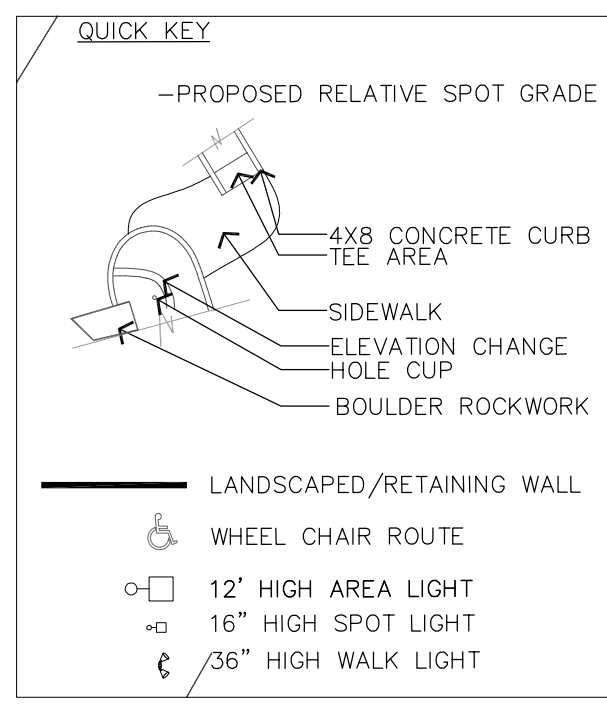 QUICK KEY
—PROPOSED RELATIVE SPOT GRADE
4X8 CONCRETE CURB
TEE AREA
SIDEWALK
ELEVATION CHANGE
HOLE CUP
BOULDER ROCKWORK
LANDSCAPED/RETAINING WALL
WHEEL CHAIR ROUTE
12' HIGH AREA LIGHT
16" HIGH SPOT LIGHT
36" HIGH WALK LIGHT